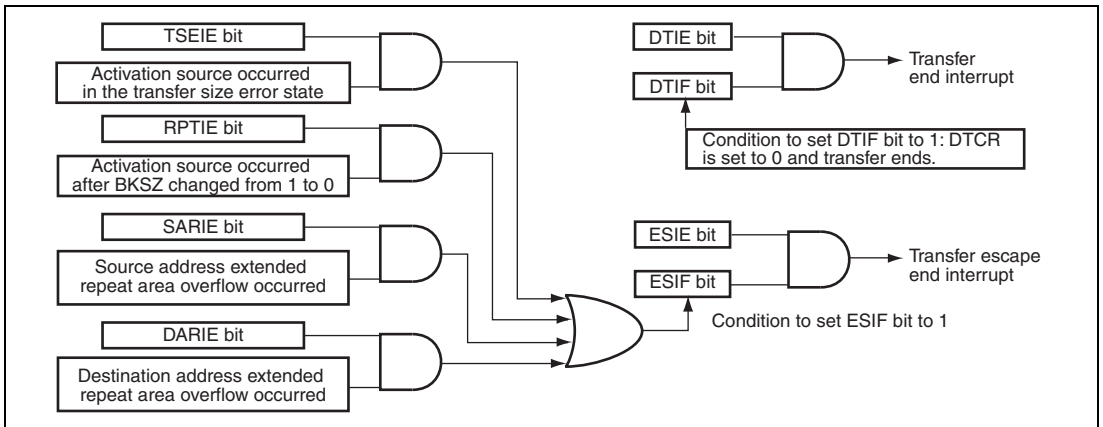 TSEIE bit
Activation source occurred
in the transfer size error state
RPTIE bit
Activation source occurred
after BKSZ changed from 1 to 0
SARIE bit
Source address extended
repeat area overflow occurred
DARIE bit
Destination address extended
repeat area overflow occurred
DTIE bit
DTIF bit
Transfer
end interrupt
Condition to set DTIF bit to 1: DTCR
is set to 0 and transfer ends.
ESIE bit
ESIF bit
Transfer escape
end interrupt
Condition to set ESIF bit to 1